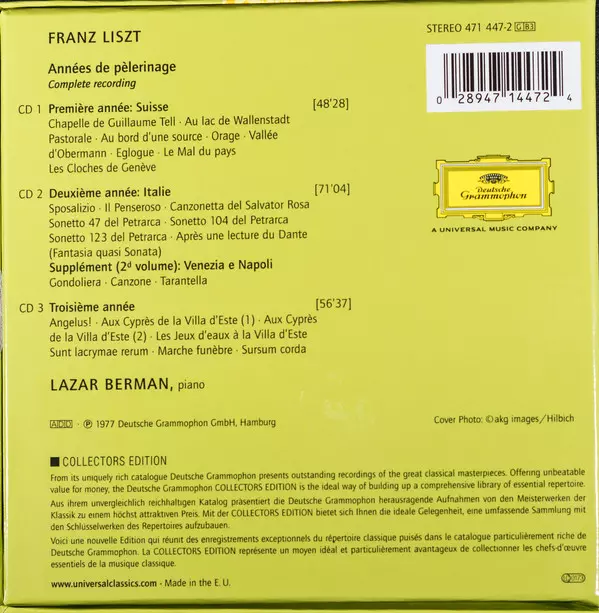 FRANZ LISZT
STEREO 471 447-2 GB3
0 28947 14472 4
Années de pèlerinage
Complete recording
CD 1 Première année: Suisse [48'28]
Chapelle de Guillaume Tell · Au lac de Wallenstadt
Pastorale · Au bord d'une source · Orage · Vallée
d'Obermann · Eglogue · Le Mal du pays
Les Cloches de Genève
Deutsche
Grammophon
A UNIVERSAL MUSIC COMPANY
CD 2 Deuxième année: Italie [71'04]
Sposalizio · Il Penseroso · Canzonetta del Salvator Rosa
Sonetto 47 del Petrarca · Sonetto 104 del Petrarca
Sonetto 123 del Petrarca · Après une lecture du Dante
(Fantasia quasi Sonata)
Supplément (2d volume): Venezia e Napoli
Gondoliera · Canzone · Tarantella
CD 3 Troisième année [56'37]
Angelus! · Aux Cyprès de la Villa d'Este (1) · Aux Cyprès
de la Villa d'Este (2) · Les Jeux d'eaux à la Villa d'Este
Sunt lacrymae rerum · Marche funèbre · Sursum corda
LAZAR BERMAN, piano
ADD · ℗ 1977 Deutsche Grammophon GmbH, Hamburg
Cover Photo: © akg images/Hilbich
■ COLLECTORS EDITION
From its uniquely rich catalogue Deutsche Grammophon presents outstanding recordings of the great classical masterpieces. Offering unbeatable
value for money, the Deutsche Grammophon COLLECTORS EDITION is the ideal way of building up a comprehensive library of essential repertoire.
Aus ihrem unvergleichlich reichhaltigen Katalog präsentiert die Deutsche Grammophon herausragende Aufnahmen von den Meisterwerken der
Klassik zu einem höchst attraktiven Preis. Mit der COLLECTORS EDITION bietet sich Ihnen die ideale Gelegenheit, eine umfassende Sammlung mit
den Schlüsselwerken des Repertoires aufzubauen.
Voici une nouvelle Edition qui réunit des enregistrements exceptionnels du répertoire classique puisés dans le catalogue particulièrement riche de
Deutsche Grammophon. La COLLECTORS EDITION représente un moyen idéal et particulièrement avantageux de collectionner les chefs-d'œuvre
essentiels de la musique classique.
www.universalclassics.com · Made in the E. U.